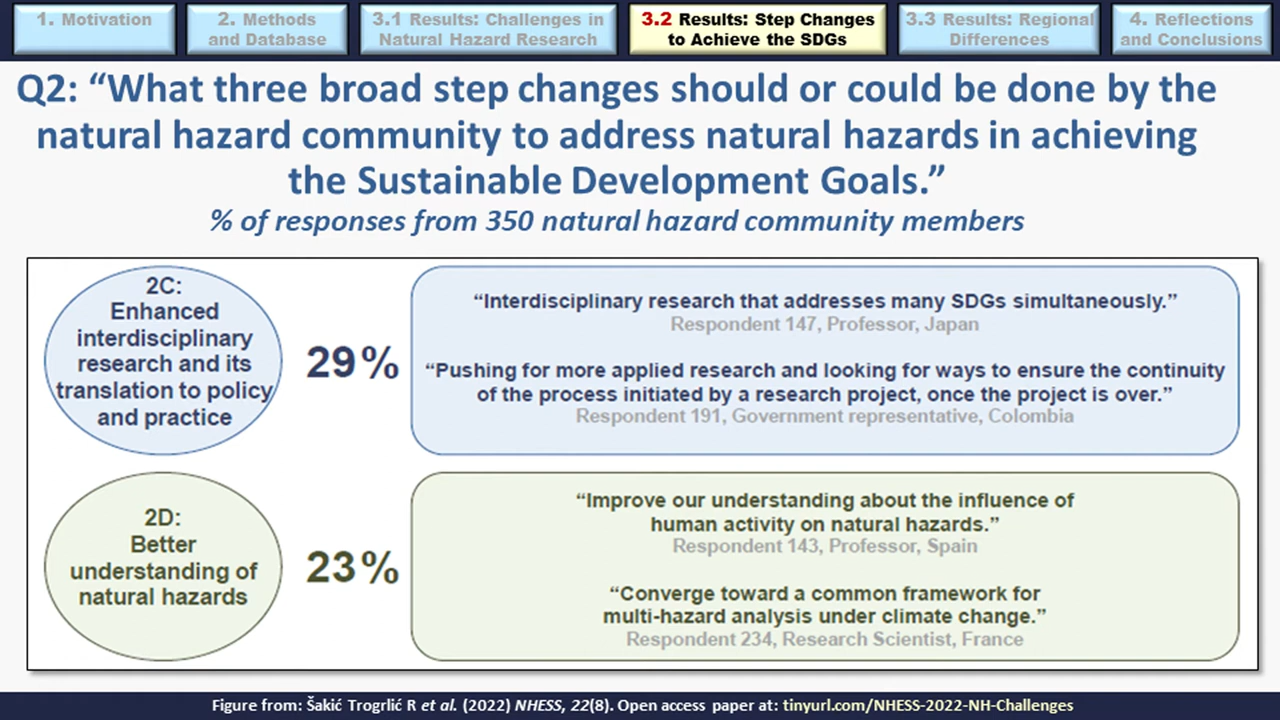 1. Motivation
2. Methods
and Database
3.1 Results: Challenges in
Natural Hazard Research
3.2 Results: Step Changes
to Achieve the SDGs
3.3 Results: Regional
Differences
4. Reflections
and Conclusions
Q2: “What three broad step changes should or could be done by the
natural hazard community to address natural hazards in achieving
the Sustainable Development Goals.”
% of responses from 350 natural hazard community members
2C:
Enhanced
interdisciplinary
research and its
translation to policy
and practice
29%
“Interdisciplinary research that addresses many SDGs simultaneously.”
Respondent 147, Professor, Japan
“Pushing for more applied research and looking for ways to ensure the continuity
of the process initiated by a research project, once the project is over.”
Respondent 191, Government representative, Colombia
2D:
Better
understanding of
natural hazards
23%
“Improve our understanding about the influence of
human activity on natural hazards.”
Respondent 143, Professor, Spain
“Converge toward a common framework for
multi-hazard analysis under climate change.”
Respondent 234, Research Scientist, France
Figure from: Šakić Trogrlić R et al. (2022) NHESS, 22(8). Open access paper at: tinyurl.com/NHESS-2022-NH-Challenges